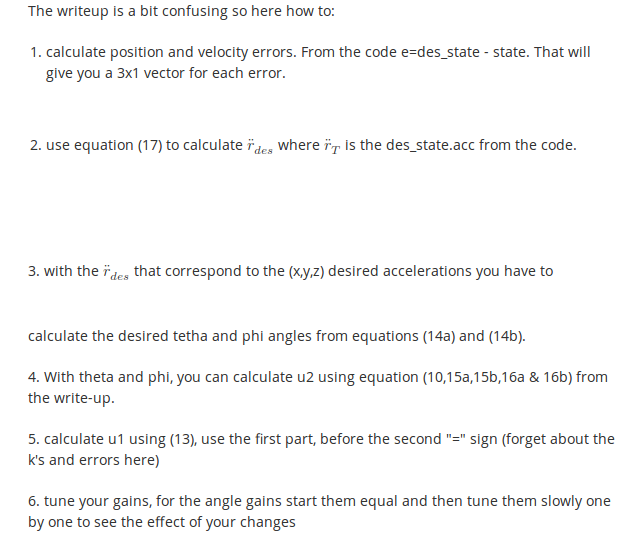 The writeup is a bit confusing so here how to:
1. calculate position and velocity errors. From the code e=des_state - state. That will
give you a 3x1 vector for each error.
2. use equation (17) to calculate r̈_des where r̈_T is the des_state.acc from the code.
3. with the r̈_des that correspond to the (x,y,z) desired accelerations you have to
calculate the desired tetha and phi angles from equations (14a) and (14b).
4. With theta and phi, you can calculate u2 using equation (10,15a,15b,16a & 16b) from
the write-up.
5. calculate u1 using (13), use the first part, before the second "=" sign (forget about the
k's and errors here)
6. tune your gains, for the angle gains start them equal and then tune them slowly one
by one to see the effect of your changes